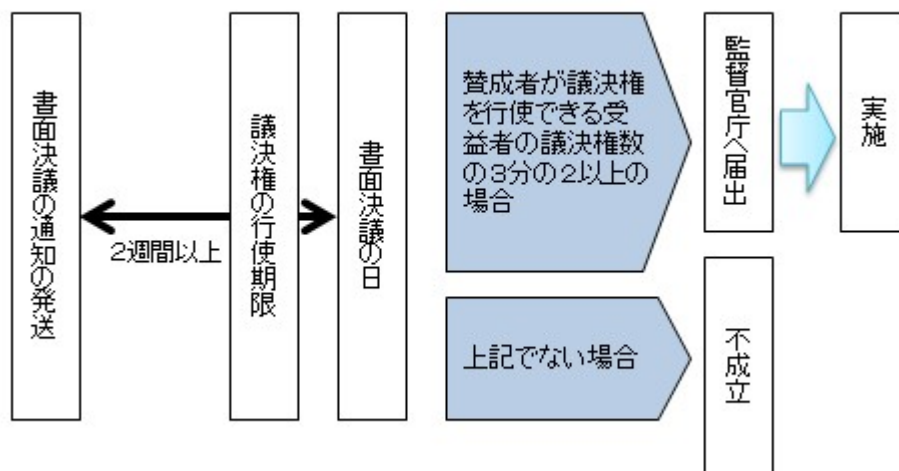 書面決議の通知の発送
2週間以上
議決権の行使期限
書面決議の日
賛成者が議決権
を行使できる受
益者の議決権数
の3分の2以上の
場合
監督官庁へ届出
実施
上記でない場合
不成立